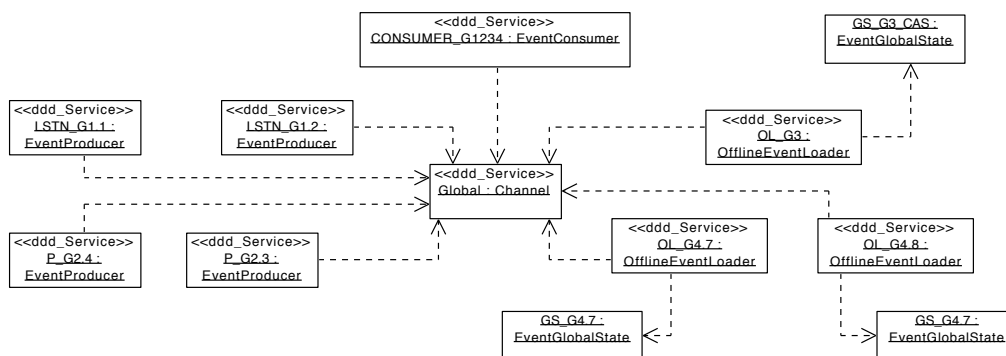 <<ddd_Service>>
CONSUMER_G1234 : EventConsumer
GS_G3_CAS :
EventGlobalState
<<ddd_Service>>
LSTN_G1.1 :
EventProducer
<<ddd_Service>>
LSTN_G1.2 :
EventProducer
<<ddd_Service>>
OL_G3 :
OfflineEventLoader
<<ddd_Service>>
Global : Channel
<<ddd_Service>>
P_G2.4 :
EventProducer
<<ddd_Service>>
P_G2.3 :
EventProducer
<<ddd_Service>>
OL_G4.7 :
OfflineEventLoader
<<ddd_Service>>
OL_G4.8 :
OfflineEventLoader
GS_G4.7 :
EventGlobalState
GS_G4.7 :
EventGlobalState